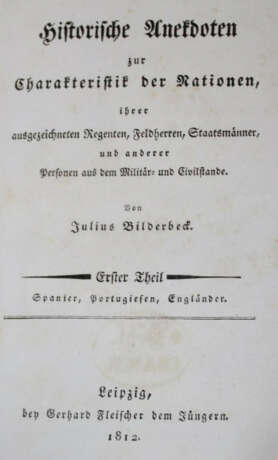 Historische Anekdoten
zur
Charakteristik der Nationen,
ihrer
ausgezeichneten Regenten, Feldherren, Staatsmänner,
und anderer
Personen aus dem Militär- und Civilstande.
Von
Julius Bilderbeck.
Erster Theil
Spanier, Portugiesen, Engländer.
Leipzig,
bey Gerhard Fleischer dem Jüngern.
1812.